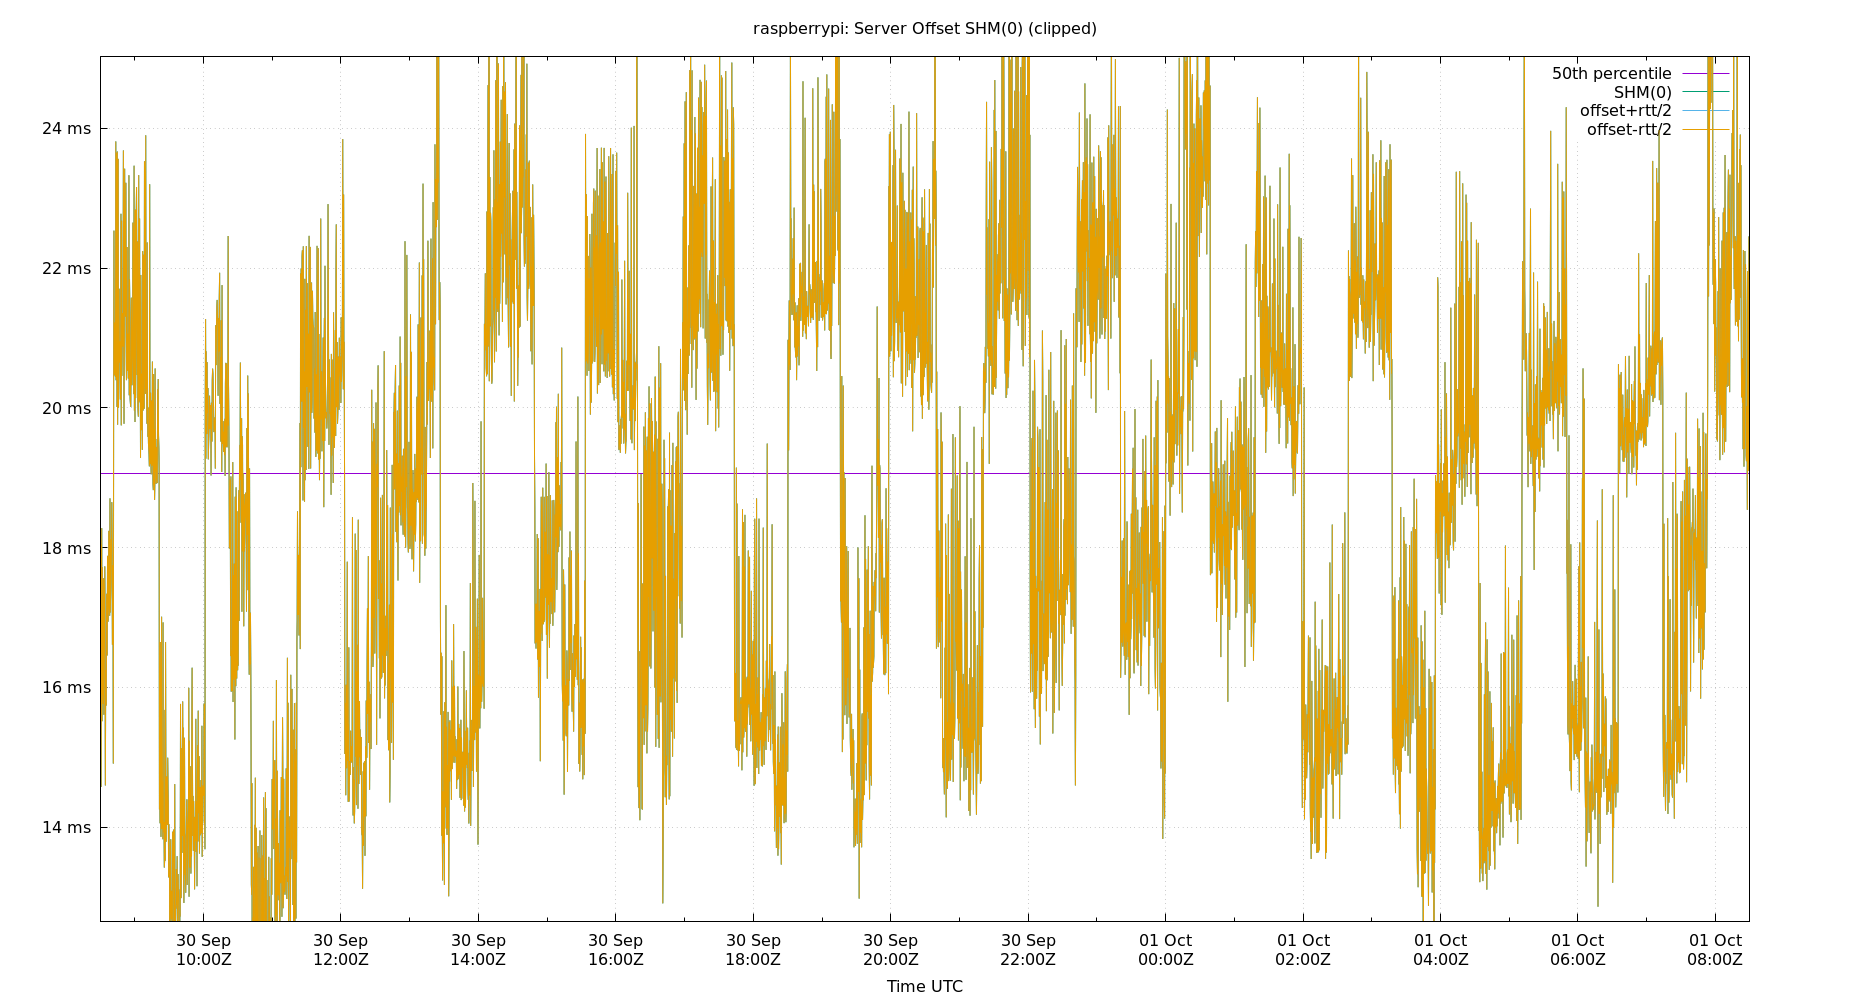 raspberrypi: Server Offset SHM(0) (clipped)
50th percentile
SHM(0)
offset+rtt/2
offset-rtt/2
24 ms
22 ms
20 ms
18 ms
16 ms
14 ms
30 Sep 30 Sep 30 Sep 30 Sep 30 Sep 30 Sep 30 Sep 01 Oct 01 Oct 01 Oct 01 Oct 01 Oct
10:00Z 12:00Z 14:00Z 16:00Z 18:00Z 20:00Z 22:00Z 00:00Z 02:00Z 04:00Z 06:00Z 08:00Z
Time UTC